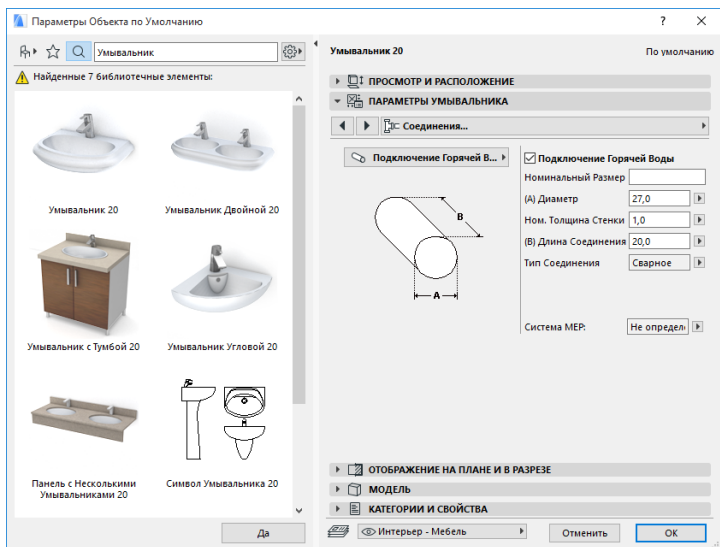 Параметры Объекта по Умолчанию
Умывальник
Найденные 7 библиотечные элементы:
Умывальник 20
Умывальник Двойной 20
Умывальник с Тумбой 20
Умывальник Угловой 20
Панель с Несколькими
Умывальниками 20
Символ Умывальника 20
Да
Умывальник 20
По умолчанию
ПРОСМОТР И РАСПОЛОЖЕНИЕ
ПАРАМЕТРЫ УМЫВАЛЬНИКА
Соединения...
Подключение Горячей В...
B
A
Подключение Горячей Воды
Номинальный Размер
(A) Диаметр 27,0
Ном. Толщина Стенки 1,0
(B) Длина Соединения 20,0
Тип Соединения Сварное
Система MEP: Не определе
ОТОБРАЖЕНИЕ НА ПЛАНЕ И В РАЗРЕЗЕ
МОДЕЛЬ
КАТЕГОРИИ И СВОЙСТВА
Интерьер - Мебель
Отменить
OK